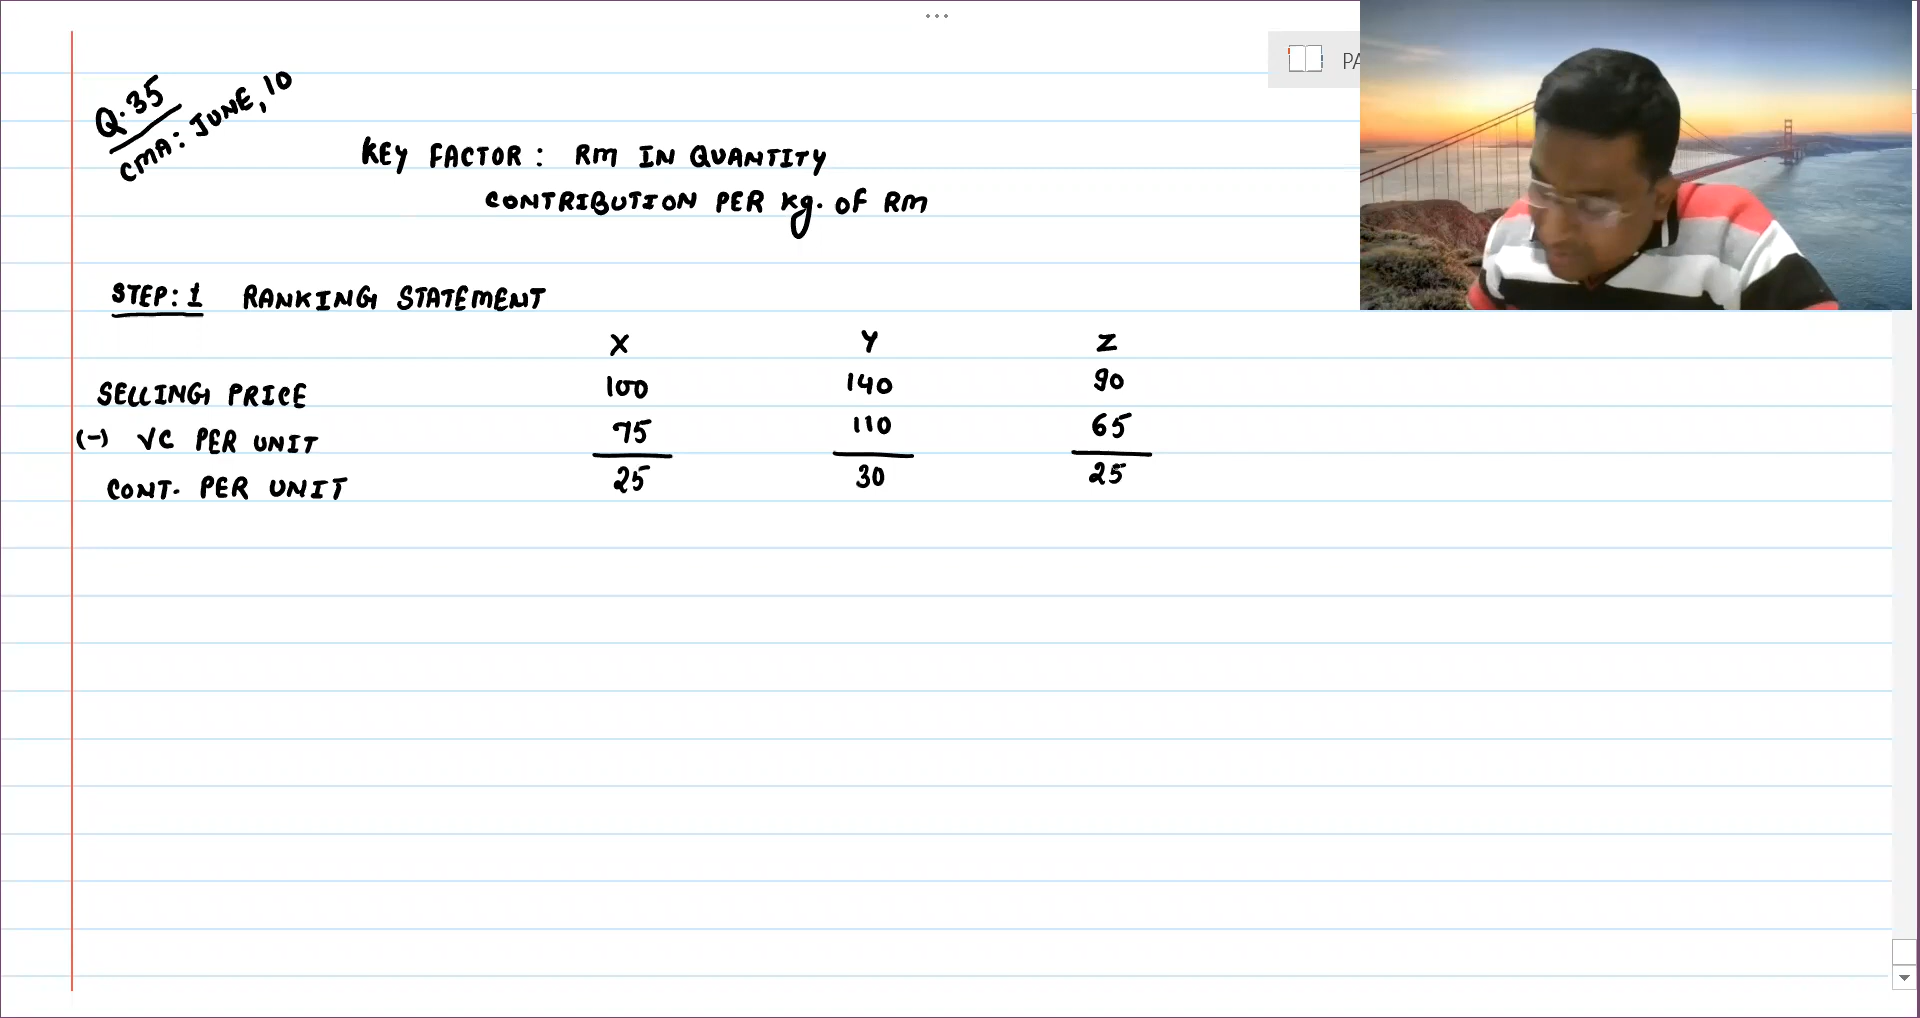 Q.35
CMA: JUNE, 10
KEY FACTOR: RM IN QUANTITY
CONTRIBUTION PER kg. OF RM
STEP: 1 RANKING STATEMENT
X Y Z
SELLING PRICE 100 140 90
(-) VC PER UNIT 75 110 65
CONT. PER UNIT 25 30 25